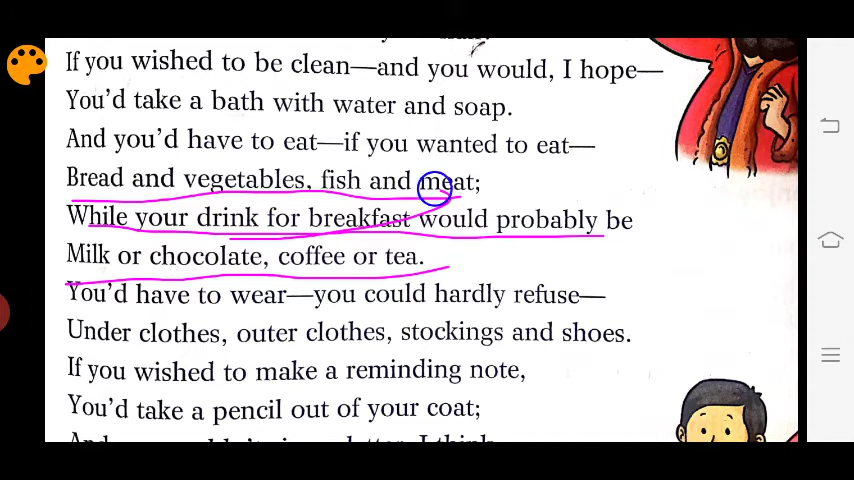 If you wished to be clean—and you would, I hope—
You'd take a bath with water and soap.
And you'd have to eat—if you wanted to eat—
Bread and vegetables, fish and meat;
While your drink for breakfast would probably be
Milk or chocolate, coffee or tea.
You'd have to wear—you could hardly refuse—
Under clothes, outer clothes, stockings and shoes.
If you wished to make a reminding note,
You'd take a pencil out of your coat;